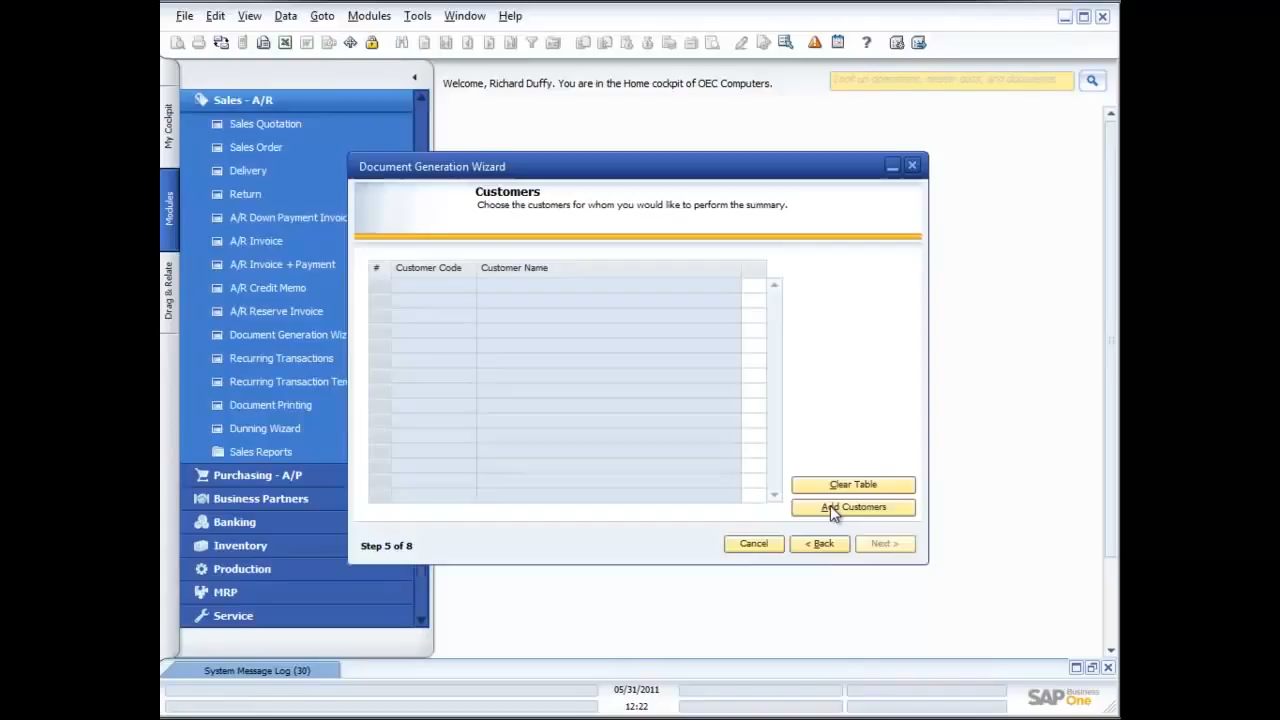 File Edit View Data Goto Modules Tools Window Help
Welcome, Richard Duffy. You are in the Home cockpit of OEC Computers.
My Cockpit
Modules
Drag & Relate
Sales - A/R
Sales Quotation
Sales Order
Delivery
Return
A/R Down Payment Invoic
A/R Invoice
A/R Invoice + Payment
A/R Credit Memo
A/R Reserve Invoice
Document Generation Wiz
Recurring Transactions
Recurring Transaction Tem
Document Printing
Dunning Wizard
Sales Reports
Purchasing - A/P
Business Partners
Banking
Inventory
Production
MRP
Service
Document Generation Wizard
Customers
Choose the customers for whom you would like to perform the summary.
# Customer Code Customer Name
Clear Table
Add Customers
Step 5 of 8
Cancel < Back Next >
System Message Log (30)
05/31/2011
12:22
SAP Business One